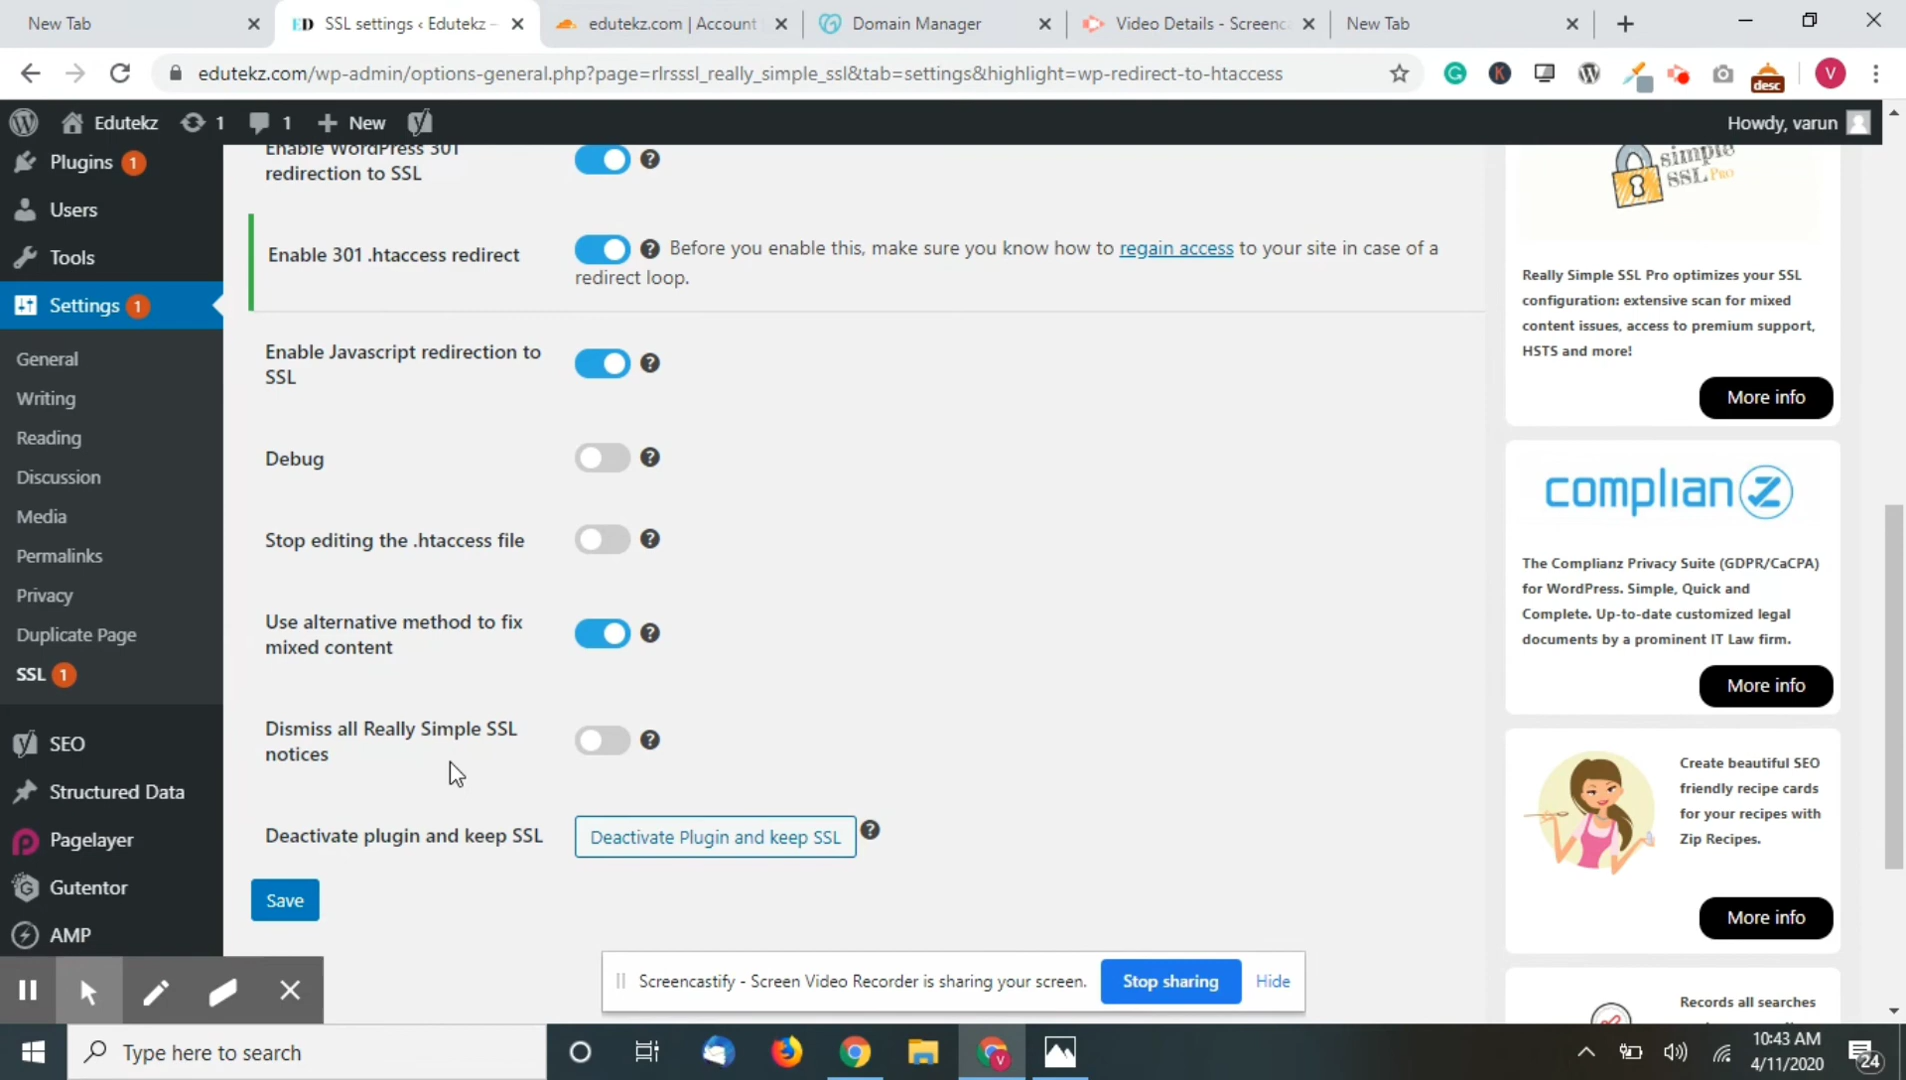 New Tab
ED SSL settings ‹ Edutekz –
edutekz.com | Account
Domain Manager
Video Details - Screenca
New Tab
edutekz.com/wp-admin/options-general.php?page=rlrsssl_really_simple_ssl&tab=settings&highlight=wp-redirect-to-htaccess
K
desc
V
Edutekz
1
1
New
Howdy, varun
Plugins 1
Users
Tools
Settings 1
General
Writing
Reading
Discussion
Media
Permalinks
Privacy
Duplicate Page
SSL 1
SEO
Structured Data
Pagelayer
Gutentor
AMP
Enable WordPress 301
redirection to SSL
Enable 301 .htaccess redirect
Before you enable this, make sure you know how to regain access to your site in case of a
redirect loop.
Enable Javascript redirection to
SSL
Debug
Stop editing the .htaccess file
Use alternative method to fix
mixed content
Dismiss all Really Simple SSL
notices
Deactivate plugin and keep SSL
Deactivate Plugin and keep SSL
Save
simple
SSL Pro
Really Simple SSL Pro optimizes your SSL
configuration: extensive scan for mixed
content issues, access to premium support,
HSTS and more!
More info
complianz
The Complianz Privacy Suite (GDPR/CaCPA)
for WordPress. Simple, Quick and
Complete. Up-to-date customized legal
documents by a prominent IT Law firm.
More info
Create beautiful SEO
friendly recipe cards
for your recipes with
Zip Recipes.
More info
Records all searches
Screencastify - Screen Video Recorder is sharing your screen.
Stop sharing
Hide
Type here to search
V
10:43 AM
4/11/2020
24